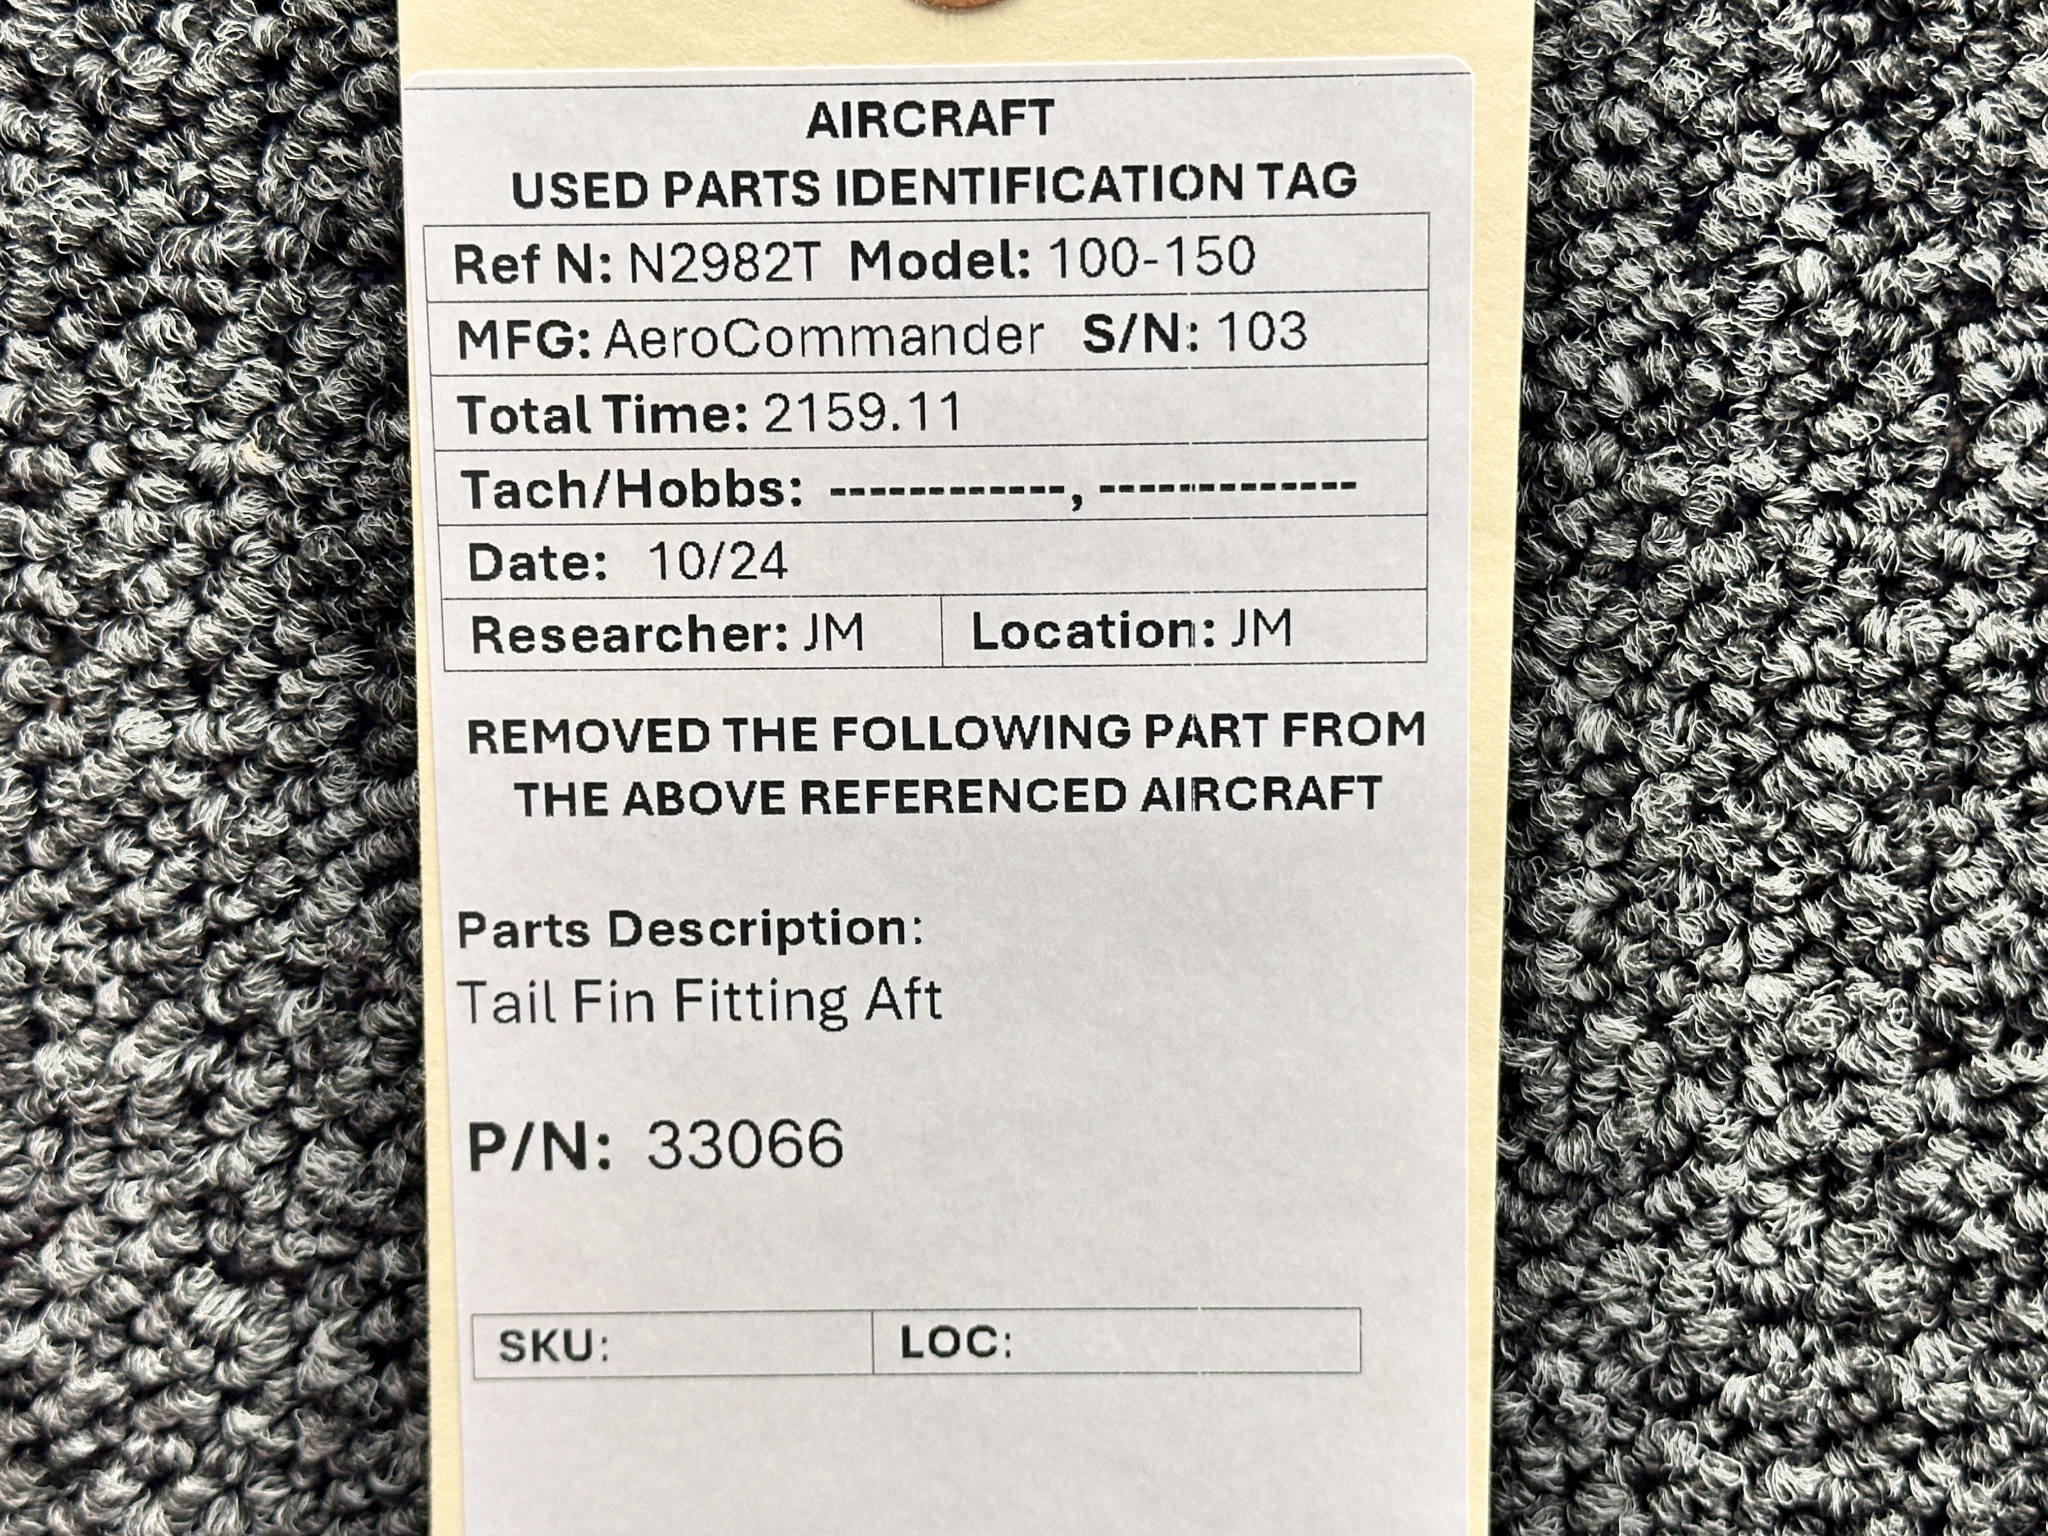 AIRCRAFT
USED PARTS IDENTIFICATION TAG
Ref N: N2982T Model: 100-150
MFG: AeroCommander S/N: 103
Total Time: 2159.11
Tach/Hobbs: ------------, -------------
Date: 10/24
Researcher: JM Location: JM
REMOVED THE FOLLOWING PART FROM
THE ABOVE REFERENCED AIRCRAFT
Parts Description:
Tail Fin Fitting Aft
P/N: 33066
SKU: LOC: